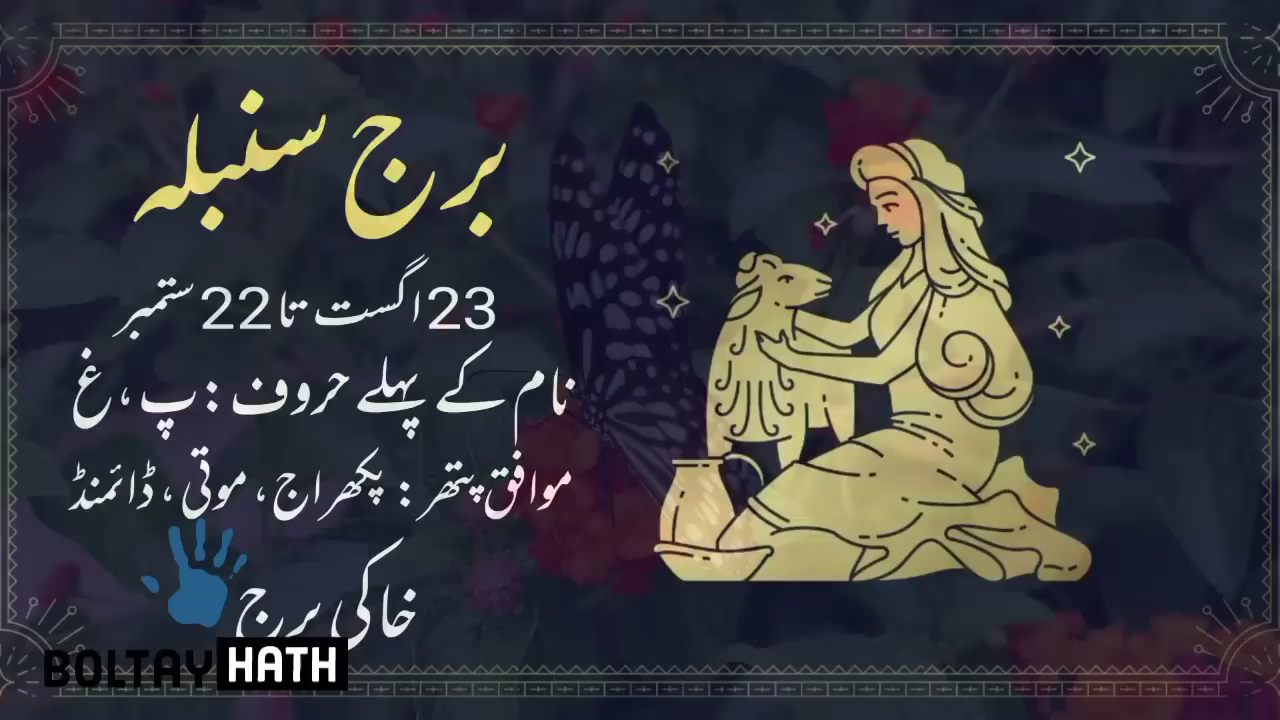 برج سنبلہ
23 اگست تا 22 ستمبر
نام کے پہلے حروف : پ ، غ
موافق پتھر : پکھراج ، موتی ، ڈائمنڈ
خاکی برج
BOLTAY HATH